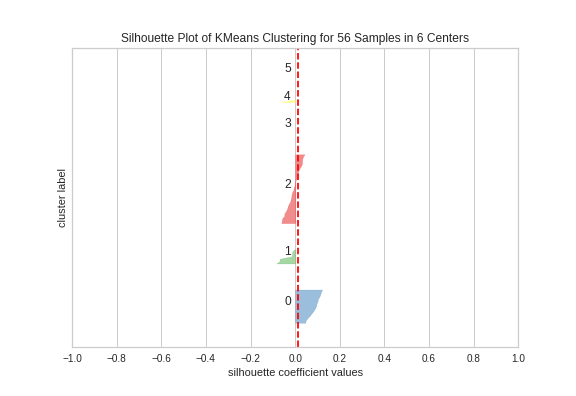 Silhouette Plot of KMeans Clustering for 56 Samples in 6 Centers
5
4
3
2
1
0
cluster label
−1.0 −0.8 −0.6 −0.4 −0.2 0.0 0.2 0.4 0.6 0.8 1.0
silhouette coefficient values